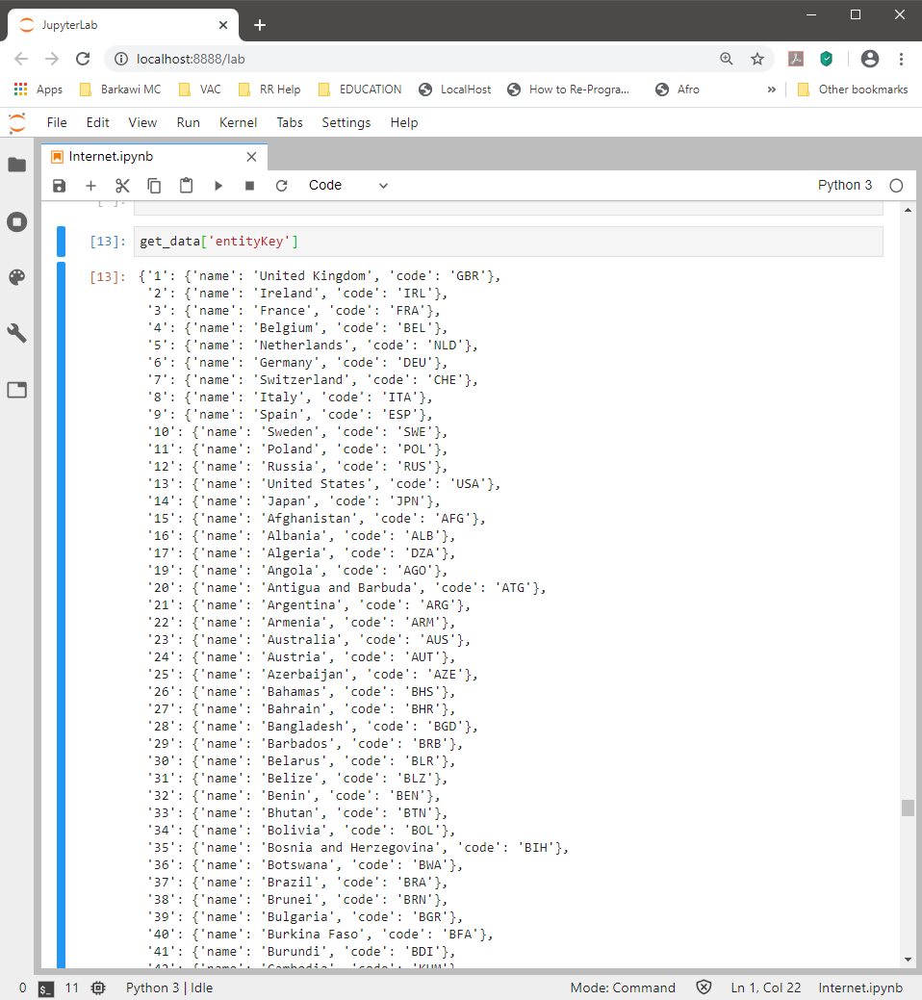 JupyterLab
localhost:8888/lab
Apps Barkawi MC VAC RR Help EDUCATION LocalHost How to Re-Progra... Afro » Other bookmarks
File Edit View Run Kernel Tabs Settings Help
Internet.ipynb
Code Python 3
[ ]:
[13]: get_data['entityKey']
[13]: {'1': {'name': 'United Kingdom', 'code': 'GBR'},
'2': {'name': 'Ireland', 'code': 'IRL'},
'3': {'name': 'France', 'code': 'FRA'},
'4': {'name': 'Belgium', 'code': 'BEL'},
'5': {'name': 'Netherlands', 'code': 'NLD'},
'6': {'name': 'Germany', 'code': 'DEU'},
'7': {'name': 'Switzerland', 'code': 'CHE'},
'8': {'name': 'Italy', 'code': 'ITA'},
'9': {'name': 'Spain', 'code': 'ESP'},
'10': {'name': 'Sweden', 'code': 'SWE'},
'11': {'name': 'Poland', 'code': 'POL'},
'12': {'name': 'Russia', 'code': 'RUS'},
'13': {'name': 'United States', 'code': 'USA'},
'14': {'name': 'Japan', 'code': 'JPN'},
'15': {'name': 'Afghanistan', 'code': 'AFG'},
'16': {'name': 'Albania', 'code': 'ALB'},
'17': {'name': 'Algeria', 'code': 'DZA'},
'19': {'name': 'Angola', 'code': 'AGO'},
'20': {'name': 'Antigua and Barbuda', 'code': 'ATG'},
'21': {'name': 'Argentina', 'code': 'ARG'},
'22': {'name': 'Armenia', 'code': 'ARM'},
'23': {'name': 'Australia', 'code': 'AUS'},
'24': {'name': 'Austria', 'code': 'AUT'},
'25': {'name': 'Azerbaijan', 'code': 'AZE'},
'26': {'name': 'Bahamas', 'code': 'BHS'},
'27': {'name': 'Bahrain', 'code': 'BHR'},
'28': {'name': 'Bangladesh', 'code': 'BGD'},
'29': {'name': 'Barbados', 'code': 'BRB'},
'30': {'name': 'Belarus', 'code': 'BLR'},
'31': {'name': 'Belize', 'code': 'BLZ'},
'32': {'name': 'Benin', 'code': 'BEN'},
'33': {'name': 'Bhutan', 'code': 'BTN'},
'34': {'name': 'Bolivia', 'code': 'BOL'},
'35': {'name': 'Bosnia and Herzegovina', 'code': 'BIH'},
'36': {'name': 'Botswana', 'code': 'BWA'},
'37': {'name': 'Brazil', 'code': 'BRA'},
'38': {'name': 'Brunei', 'code': 'BRN'},
'39': {'name': 'Bulgaria', 'code': 'BGR'},
'40': {'name': 'Burkina Faso', 'code': 'BFA'},
'41': {'name': 'Burundi', 'code': 'BDI'},
'42': {'name': 'Cambodia', 'code': 'KHM'},
0 11 Python 3 | Idle Mode: Command Ln 1, Col 22 Internet.ipynb